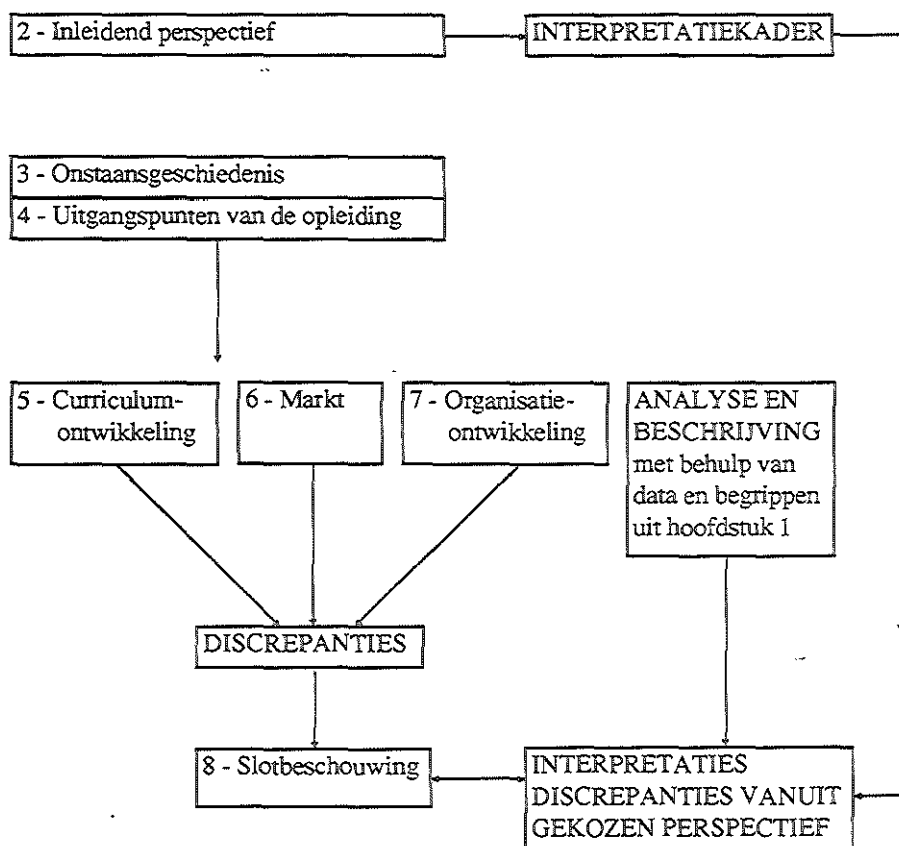 2 - Inleidend perspectief
INTERPRETATIEKADER
3 - Onstaansgeschiedenis
4 - Uitgangspunten van de opleiding
5 - Curriculum-
ontwikkeling
6 - Markt
7 - Organisatie-
ontwikkeling
ANALYSE EN
BESCHRIJVING
met behulp van
data en begrippen
uit hoofdstuk 1
DISCREPANTIES
8 - Slotbeschouwing
INTERPRETATIES
DISCREPANTIES VANUIT
GEKOZEN PERSPECTIEF